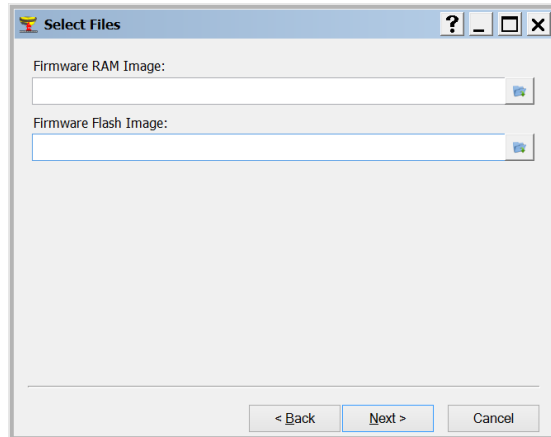 Select Files
Firmware RAM Image:
Firmware Flash Image:
< Back Next > Cancel